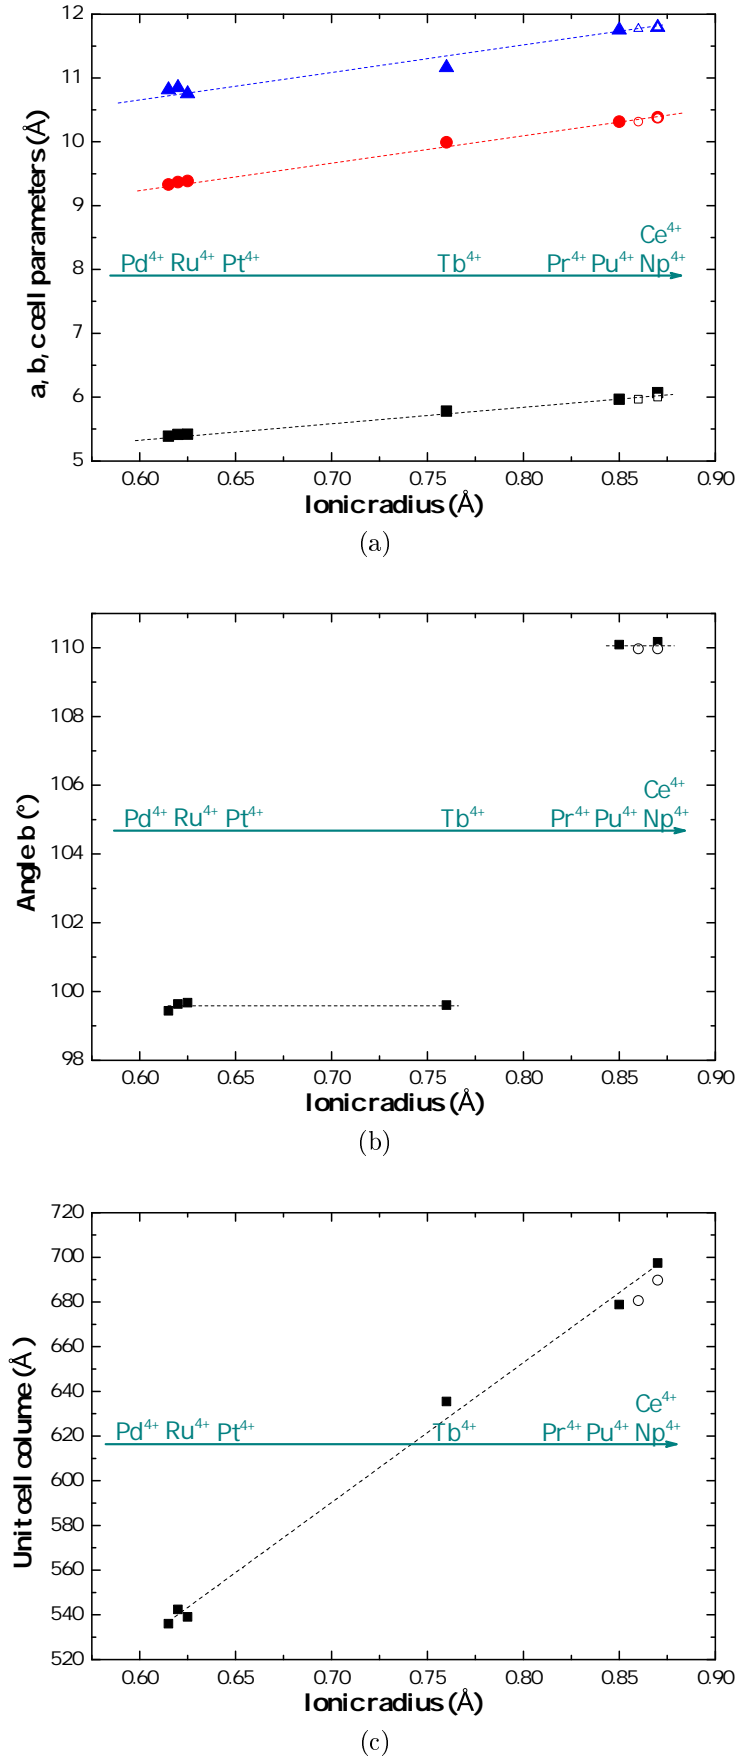 12
11
10
9
8
7
6
5
a, b, c cell parameters (Å)
Ce⁴⁺
Pd⁴⁺ Ru⁴⁺ Pt⁴⁺ Tb⁴⁺ Pr⁴⁺ Pu⁴⁺ Np⁴⁺
0.60 0.65 0.70 0.75 0.80 0.85 0.90
Ionic radius (Å)
(a)
110
108
106
104
102
100
98
Angle b (°)
Ce⁴⁺
Pd⁴⁺ Ru⁴⁺ Pt⁴⁺ Tb⁴⁺ Pr⁴⁺ Pu⁴⁺ Np⁴⁺
0.60 0.65 0.70 0.75 0.80 0.85 0.90
Ionic radius (Å)
(b)
720
700
680
660
640
620
600
580
560
540
520
Unit cell colume (Å)
Ce⁴⁺
Pd⁴⁺ Ru⁴⁺ Pt⁴⁺ Tb⁴⁺ Pr⁴⁺ Pu⁴⁺ Np⁴⁺
0.60 0.65 0.70 0.75 0.80 0.85 0.90
Ionic radius (Å)
(c)